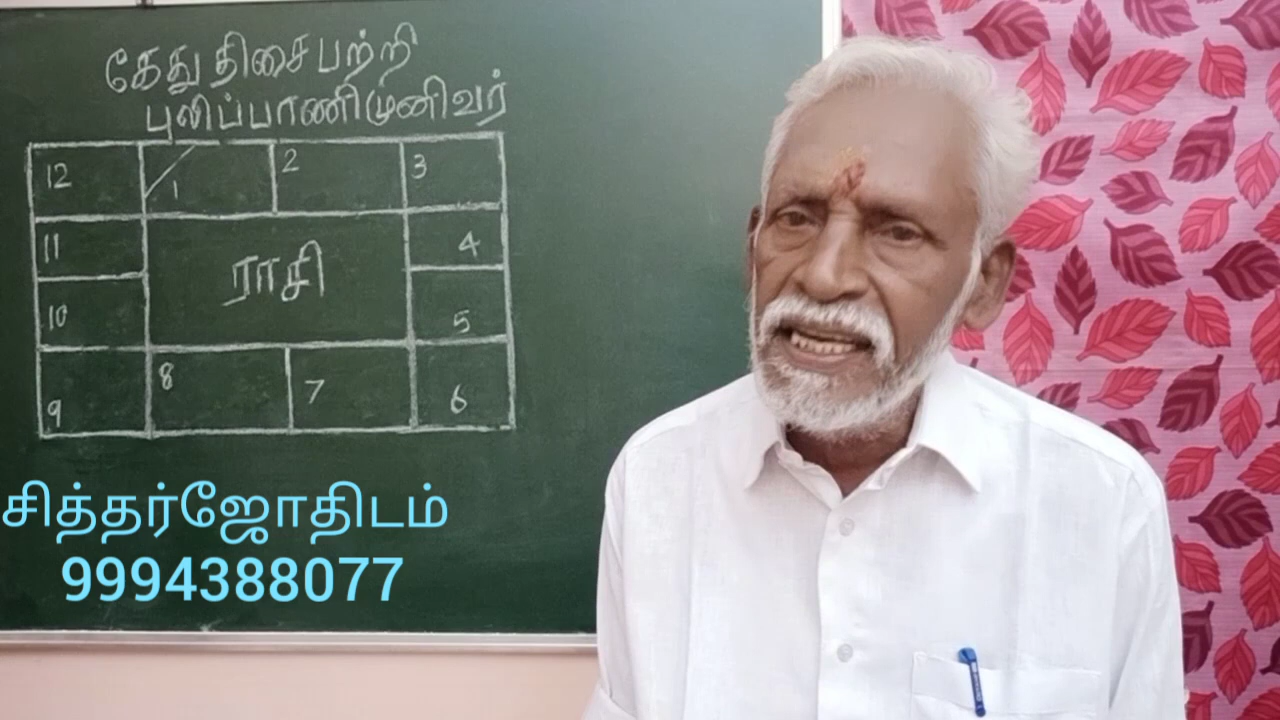 கேது திசை பற்றி
புலிப்பாணி முனிவர்
12 1 2 3
11 4
ராசி
10 5
9 8 7 6
சித்தர்ஜோதிடம்
9994388077